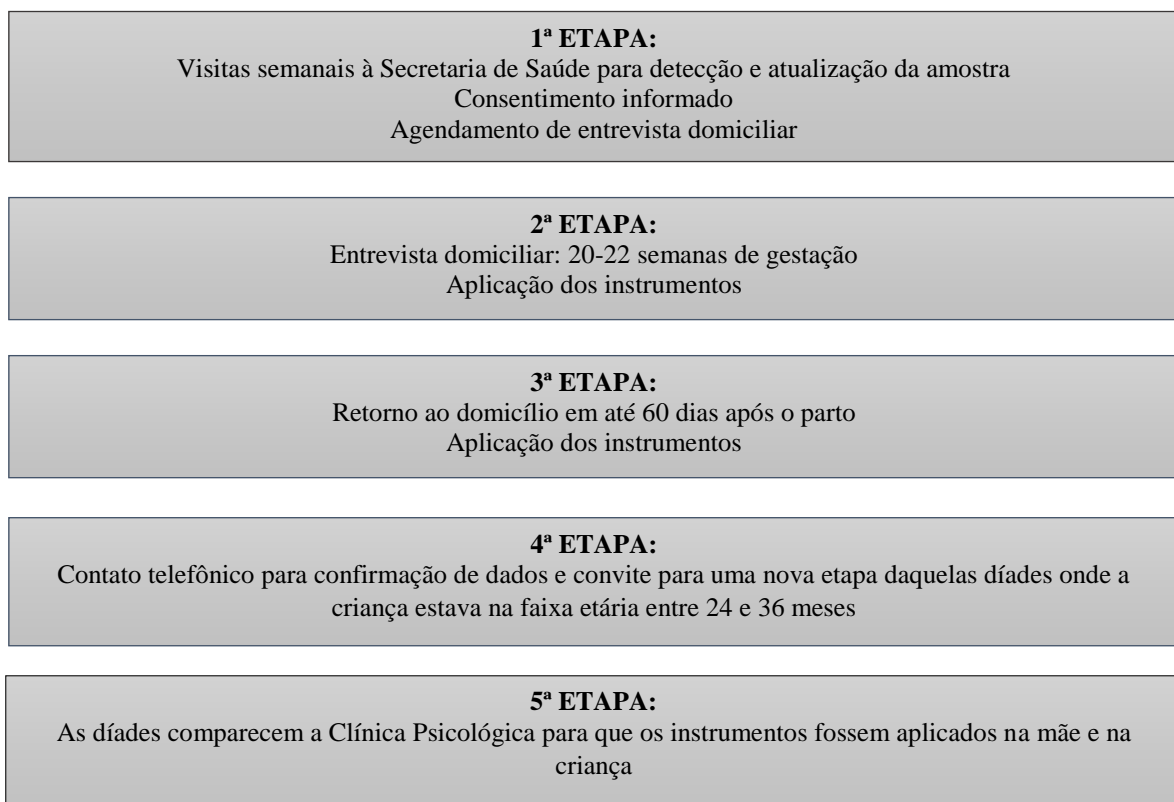 1ª ETAPA:
Visitas semanais à Secretaria de Saúde para detecção e atualização da amostra
Consentimento informado
Agendamento de entrevista domiciliar
2ª ETAPA:
Entrevista domiciliar: 20-22 semanas de gestação
Aplicação dos instrumentos
3ª ETAPA:
Retorno ao domicílio em até 60 dias após o parto
Aplicação dos instrumentos
4ª ETAPA:
Contato telefônico para confirmação de dados e convite para uma nova etapa daquelas díades onde a
criança estava na faixa etária entre 24 e 36 meses
5ª ETAPA:
As díades comparecem a Clínica Psicológica para que os instrumentos fossem aplicados na mãe e na
criança